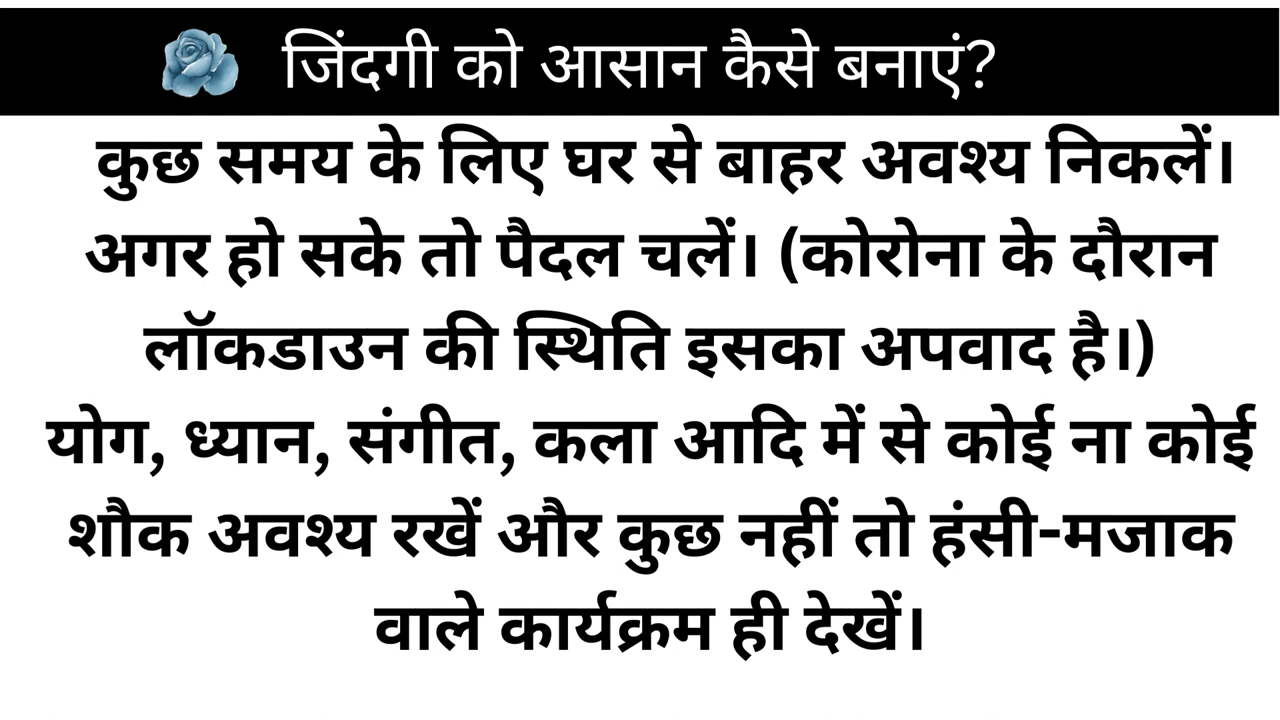 जिंदगी को आसान कैसे बनाएं?
कुछ समय के लिए घर से बाहर अवश्य निकलें।
अगर हो सके तो पैदल चलें। (कोरोना के दौरान
लॉकडाउन की स्थिति इसका अपवाद है।)
योग, ध्यान, संगीत, कला आदि में से कोई ना कोई
शौक अवश्य रखें और कुछ नहीं तो हंसी-मजाक
वाले कार्यक्रम ही देखें।